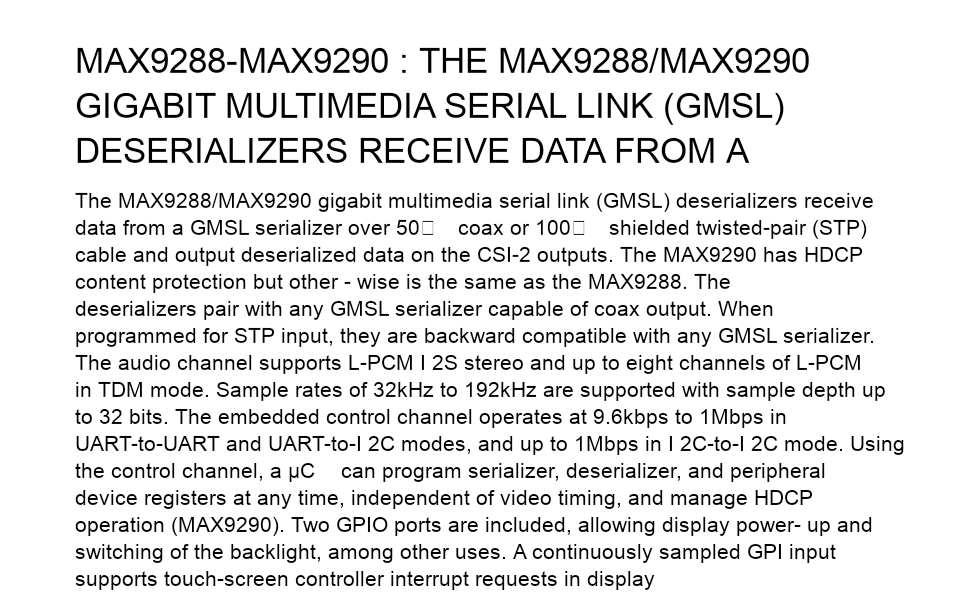 MAX9288-MAX9290 : THE MAX9288/MAX9290
GIGABIT MULTIMEDIA SERIAL LINK (GMSL)
DESERIALIZERS RECEIVE DATA FROM A
The MAX9288/MAX9290 gigabit multimedia serial link (GMSL) deserializers receive
data from a GMSL serializer over 50□ coax or 100□ shielded twisted-pair (STP)
cable and output deserialized data on the CSI-2 outputs. The MAX9290 has HDCP
content protection but other - wise is the same as the MAX9288. The
deserializers pair with any GMSL serializer capable of coax output. When
programmed for STP input, they are backward compatible with any GMSL serializer.
The audio channel supports L-PCM I 2S stereo and up to eight channels of L-PCM
in TDM mode. Sample rates of 32kHz to 192kHz are supported with sample depth up
to 32 bits. The embedded control channel operates at 9.6kbps to 1Mbps in
UART-to-UART and UART-to-I 2C modes, and up to 1Mbps in I 2C-to-I 2C mode. Using
the control channel, a µC can program serializer, deserializer, and peripheral
device registers at any time, independent of video timing, and manage HDCP
operation (MAX9290). Two GPIO ports are included, allowing display power- up and
switching of the backlight, among other uses. A continuously sampled GPI input
supports touch-screen controller interrupt requests in display